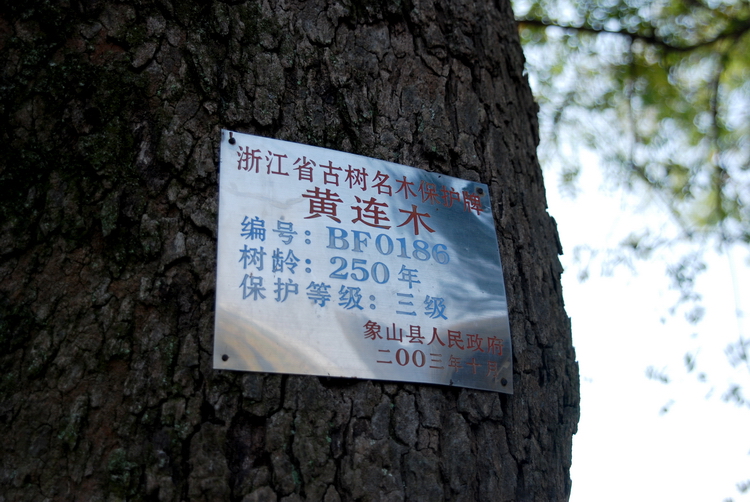 浙江省古树名木保护牌
黄连木
编号：BF0186
树龄：250年
保护等级：三级
象山县人民政府
二00三年十月